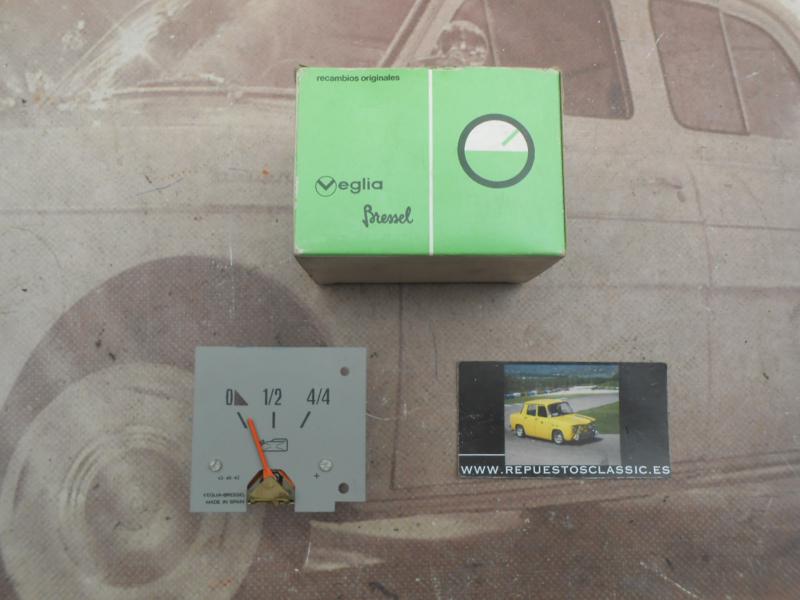 recambios originales
Veglia
Bressel
0 1/2 4/4
+
VEGLIA-BRESSEL
MADE IN SPAIN
WWW.REPUESTOSCLASSIC.ES